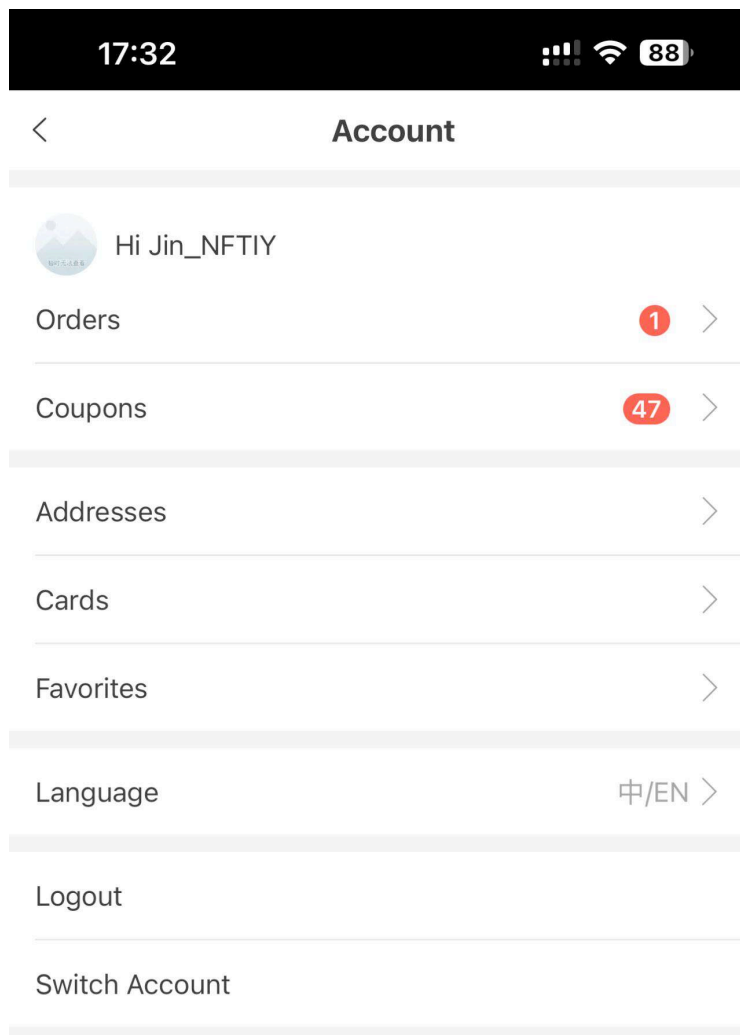 17:32
88
Account
Hi Jin_NFTIY
Orders
1
Coupons
47
Addresses
Cards
Favorites
Language
中/EN
Logout
Switch Account